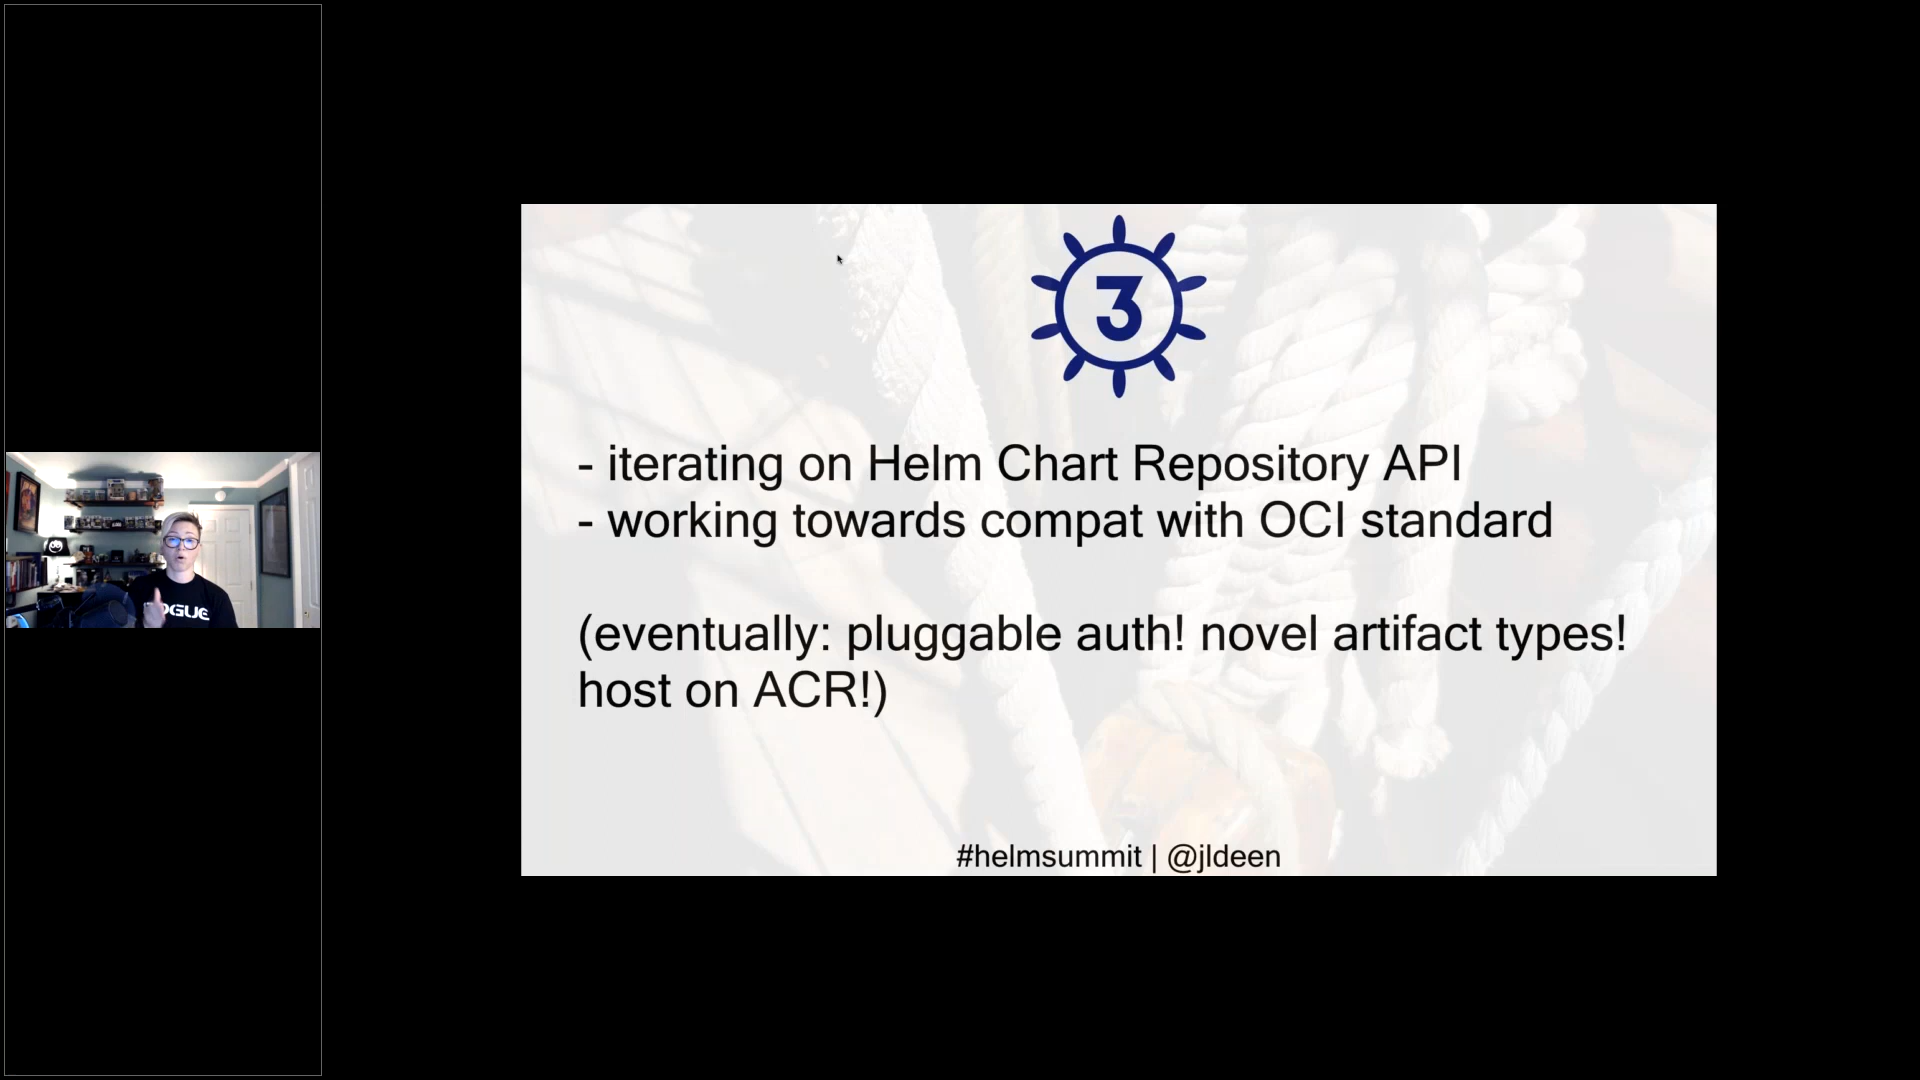 3
- iterating on Helm Chart Repository API
- working towards compat with OCI standard
(eventually: pluggable auth! novel artifact types!
host on ACR!)
#helmsummit | @jldeen
OGUE